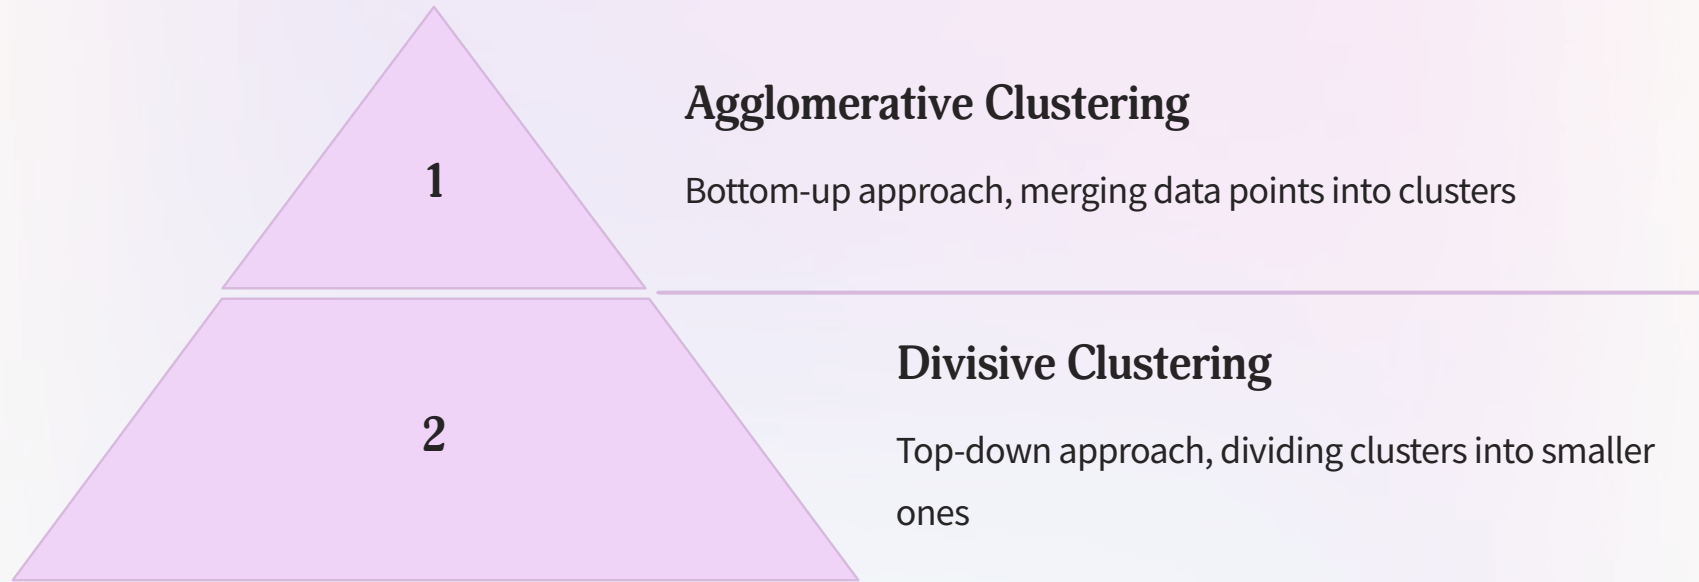 1
Agglomerative Clustering
Bottom-up approach, merging data points into clusters
2
Divisive Clustering
Top-down approach, dividing clusters into smaller
ones